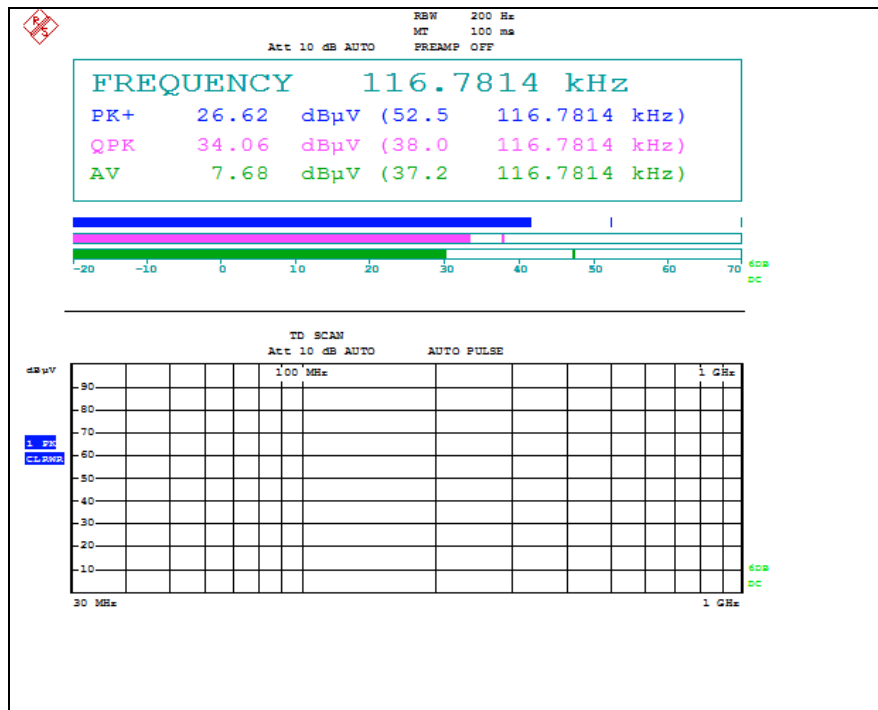 R S
RBW 200 Hz
MT 100 ms
Att 10 dB AUTO PREAMP OFF
FREQUENCY 116.7814 kHz
PK+ 26.62 dBµV (52.5 116.7814 kHz)
QPK 34.06 dBµV (38.0 116.7814 kHz)
AV 7.68 dBµV (37.2 116.7814 kHz)
-20 -10 0 10 20 30 40 50 60 70
6DB
DC
TD SCAN
Att 10 dB AUTO AUTO PULSE
dBµV
100 MHz 1 GHz
90
80
70
1 PK
CLRWR
60
50
40
30
20
10
6DB
DC
30 MHz 1 GHz